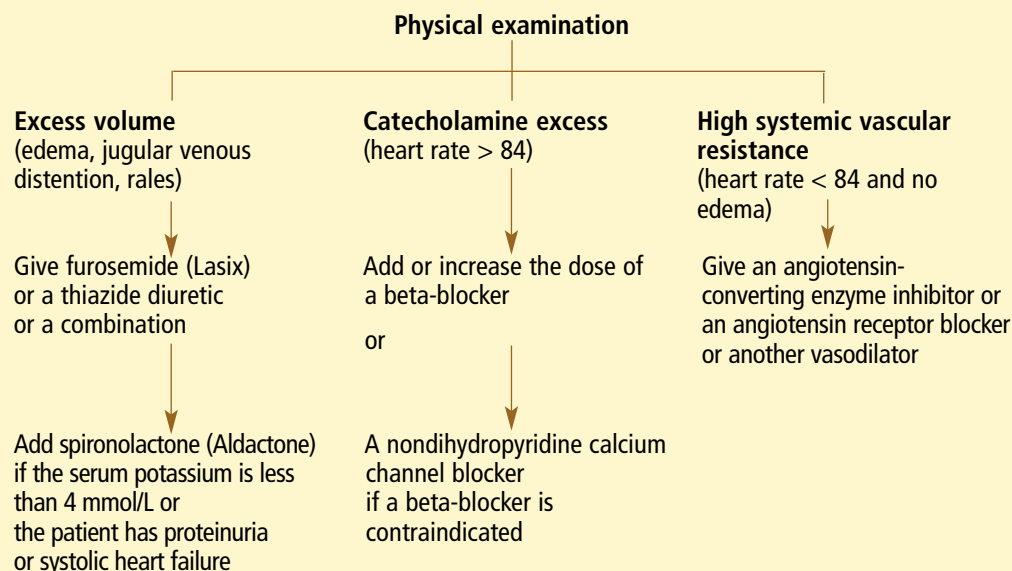 Physical examination
Excess volume
(edema, jugular venous
distention, rales)
Give furosemide (Lasix)
or a thiazide diuretic
or a combination
Add spironolactone (Aldactone)
if the serum potassium is less
than 4 mmol/L or
the patient has proteinuria
or systolic heart failure
Catecholamine excess
(heart rate > 84)
Add or increase the dose of
a beta-blocker
or
A nondihydropyridine calcium
channel blocker
if a beta-blocker is
contraindicated
High systemic vascular
resistance
(heart rate < 84 and no
edema)
Give an angiotensin-
converting enzyme inhibitor or
an angiotensin receptor blocker
or another vasodilator